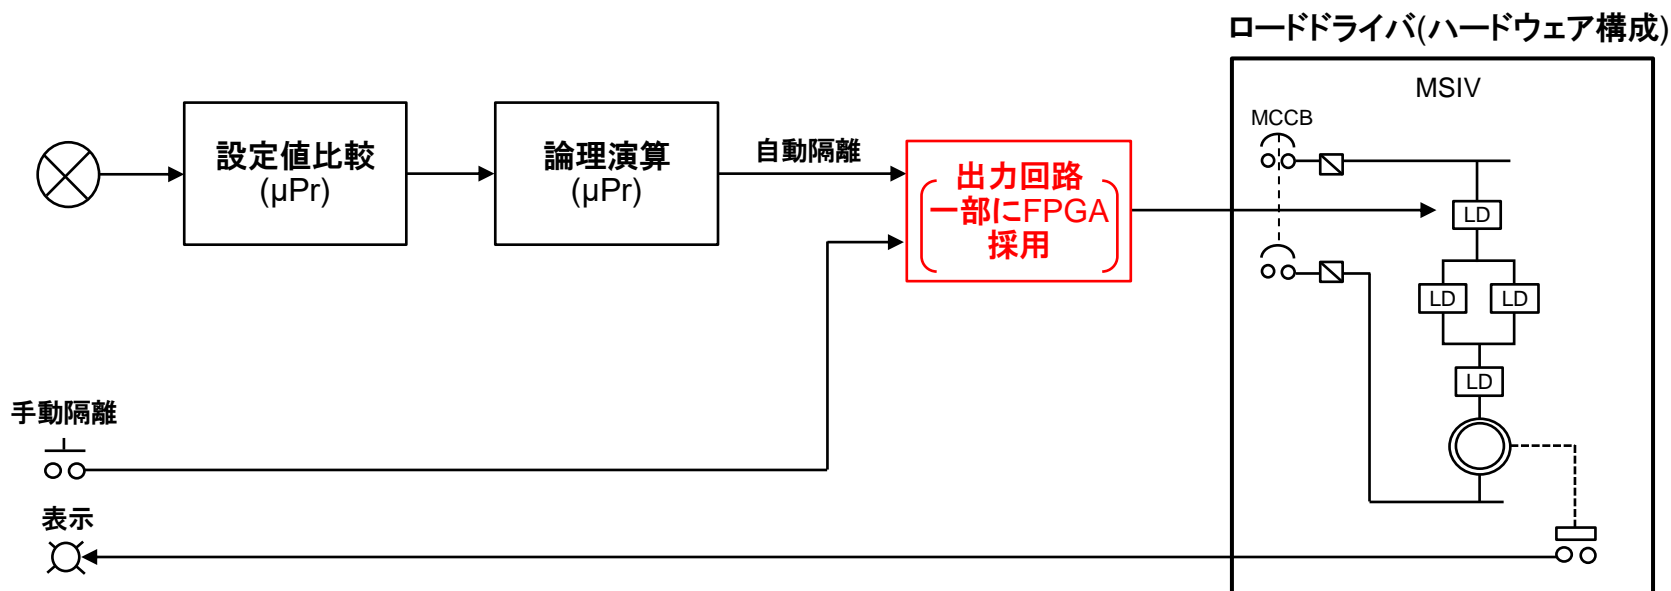 ロードドライバ(ハードウェア構成)
MSIV
MCCB
設定値比較
(μPr)
論理演算
(μPr)
自動隔離
出力回路
一部にFPGA
採用
LD
LD
LD
LD
手動隔離
表示